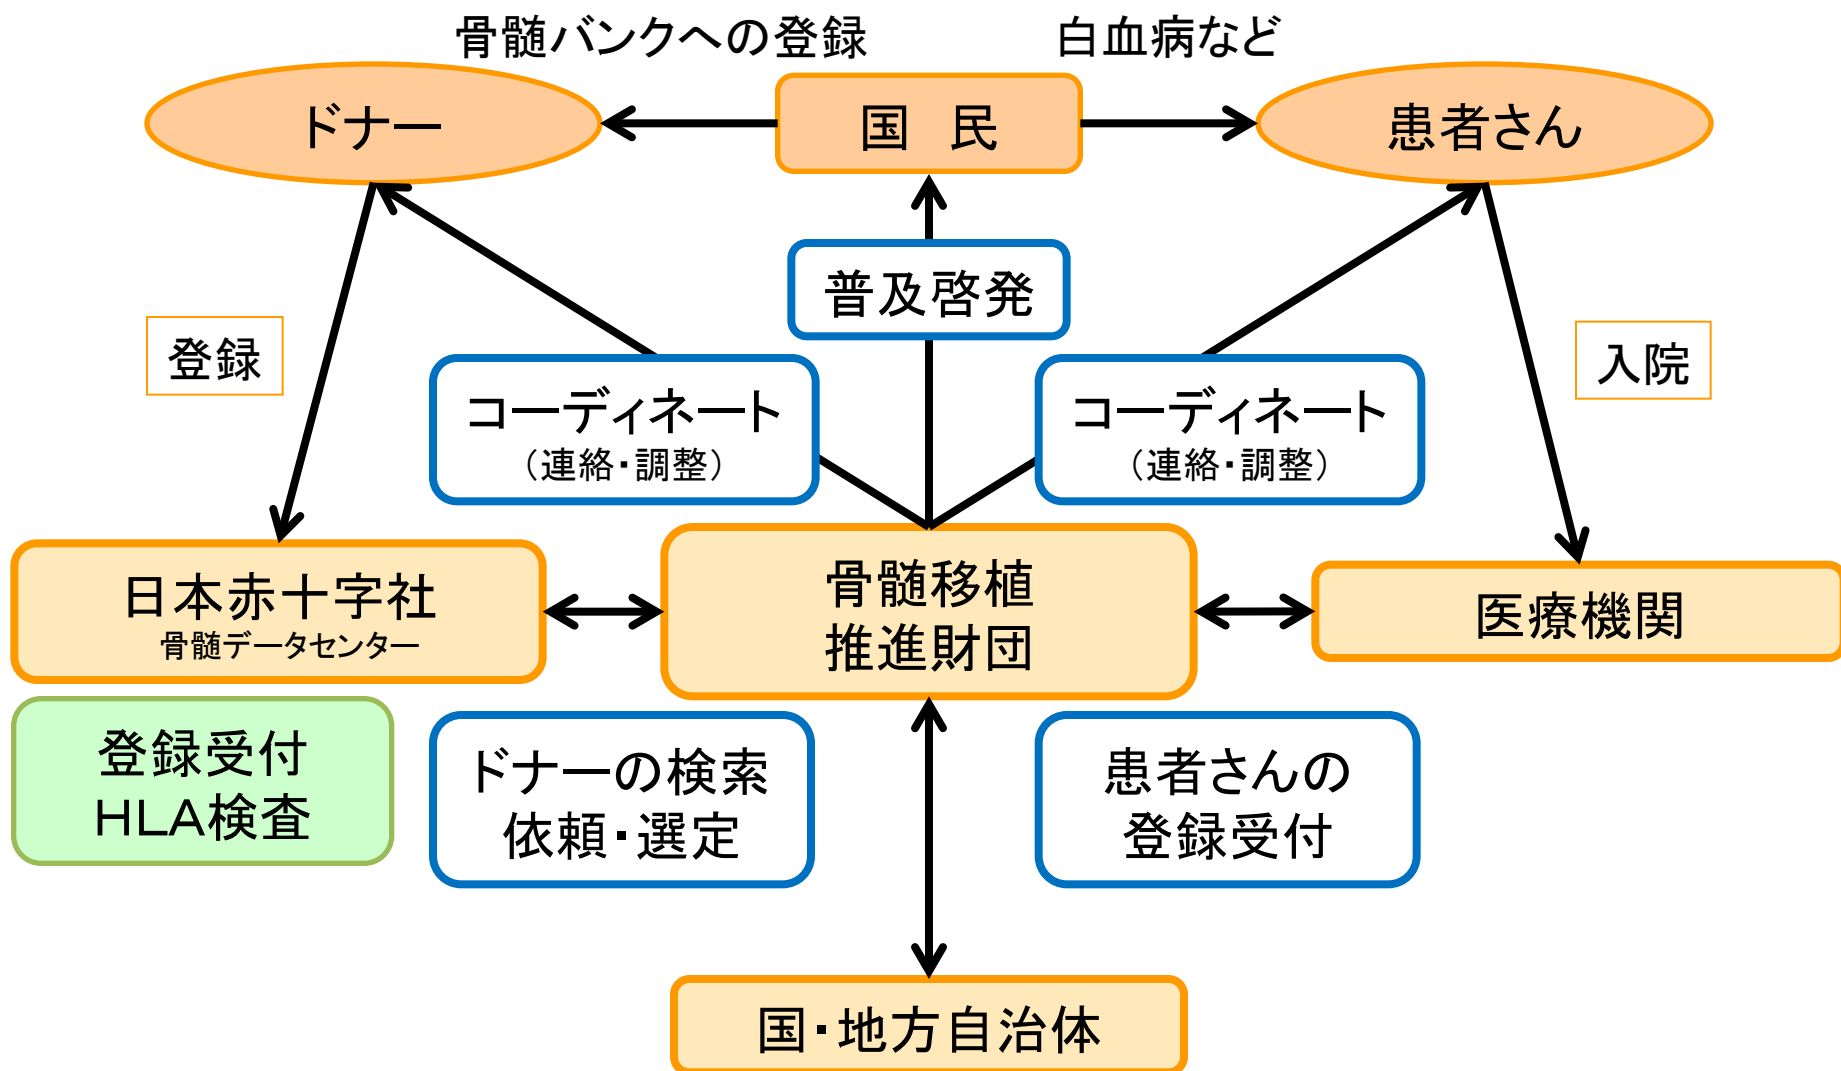 骨髄バンクへの登録
白血病など
ドナー
国　民
患者さん
普及啓発
登録
入院
コーディネート
（連絡・調整）
コーディネート
（連絡・調整）
日本赤十字社
骨髄データセンター
骨髄移植
推進財団
医療機関
登録受付
HLA検査
ドナーの検索
依頼・選定
患者さんの
登録受付
国・地方自治体